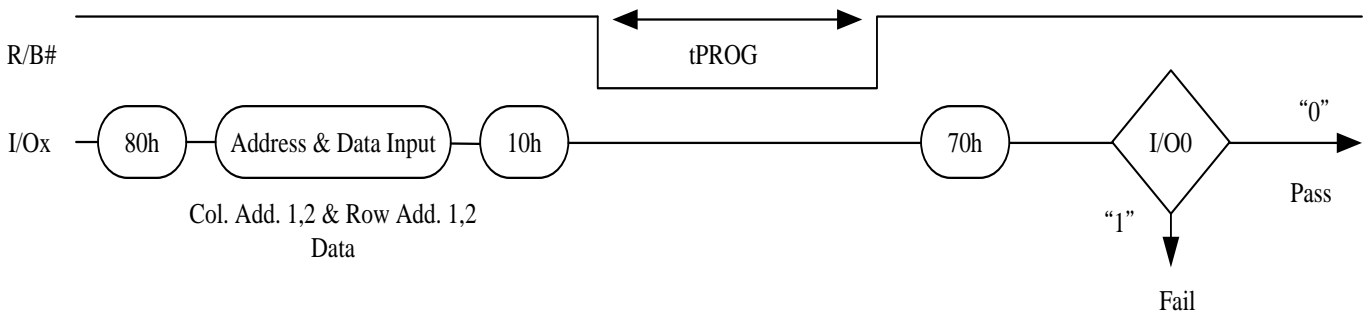 R/B#
tPROG
I/Ox
80h
Address & Data Input
10h
70h
I/O0
“0”
Pass
Col. Add. 1,2 & Row Add. 1,2
Data
“1”
Fail